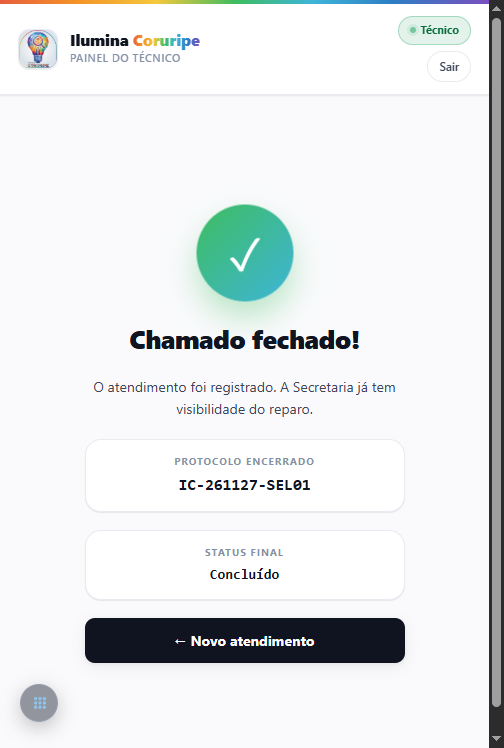 Ilumina Coruripe
PAINEL DO TÉCNICO
Técnico
Sair
✓
Chamado fechado!
O atendimento foi registrado. A Secretaria já tem
visibilidade do reparo.
PROTOCOLO ENCERRADO
IC-261127-SEL01
STATUS FINAL
Concluído
← Novo atendimento